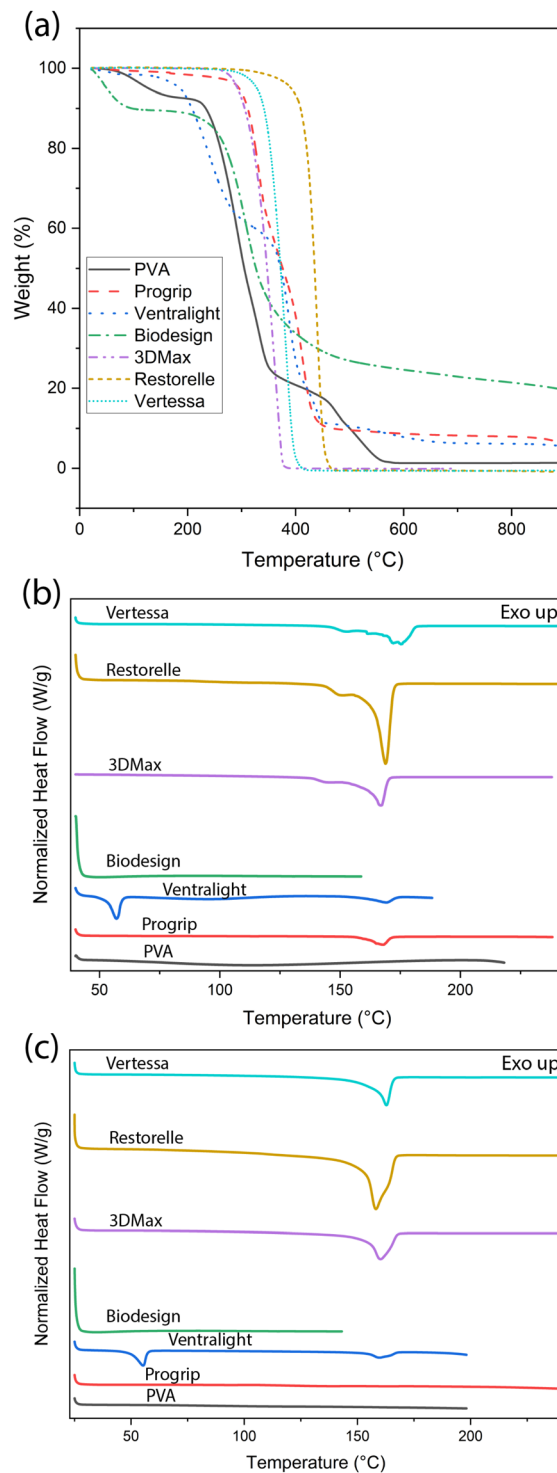 (a)
100
80
60
40
20
0
Weight (%)
PVA
Progrip
Ventralight
Biodesign
3DMax
Restorelle
Vertessa
0 200 400 600 800
Temperature (°C)
(b)
Exo up
Vertessa
Restorelle
3DMax
Biodesign
Ventralight
Progrip
PVA
Normalized Heat Flow (W/g)
50 100 150 200
Temperature (°C)
(c)
Exo up
Vertessa
Restorelle
3DMax
Biodesign
Ventralight
Progrip
PVA
Normalized Heat Flow (W/g)
50 100 150 200
Temperature (°C)